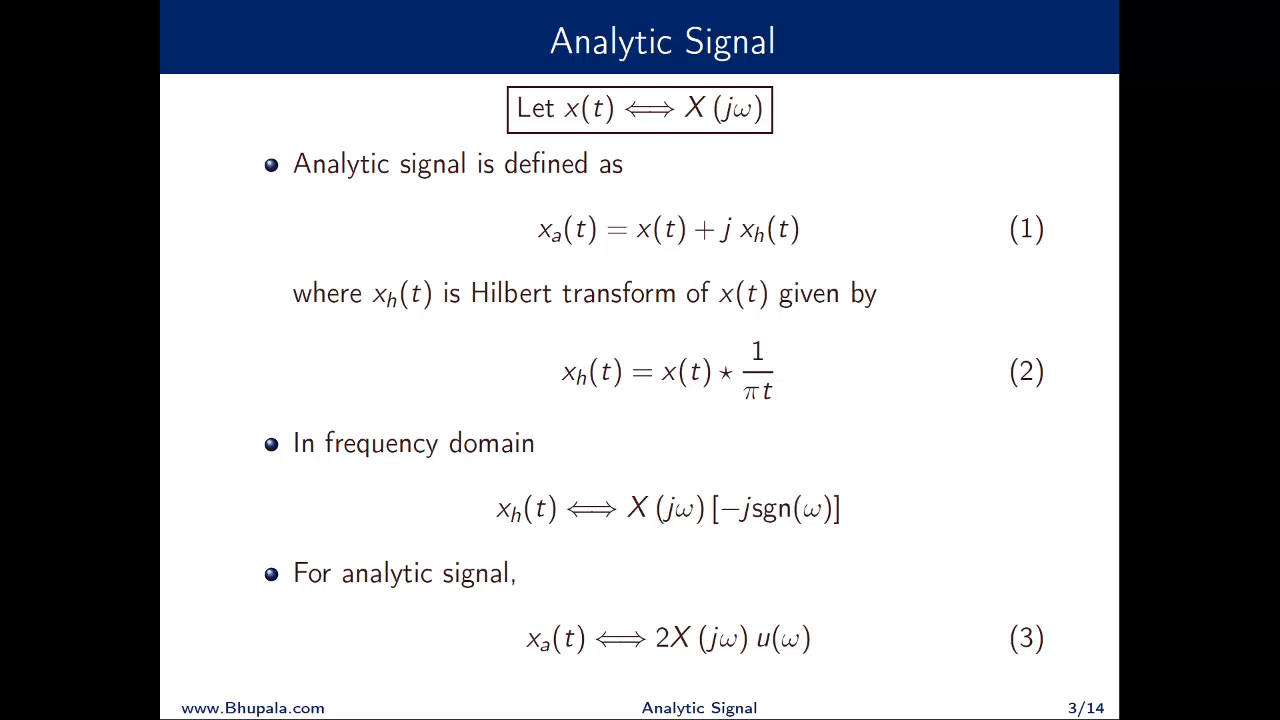 Analytic Signal
Let x(t) ⟺ X (jω)
Analytic signal is defined as
xₐ(t) = x(t) + j xₕ(t) (1)
where xₕ(t) is Hilbert transform of x(t) given by
xₕ(t) = x(t) ⋆ 1/πt (2)
In frequency domain
xₕ(t) ⟺ X (jω) [−jsgn(ω)]
For analytic signal,
xₐ(t) ⟺ 2X (jω) u(ω) (3)
www.Bhupala.com Analytic Signal 3/14